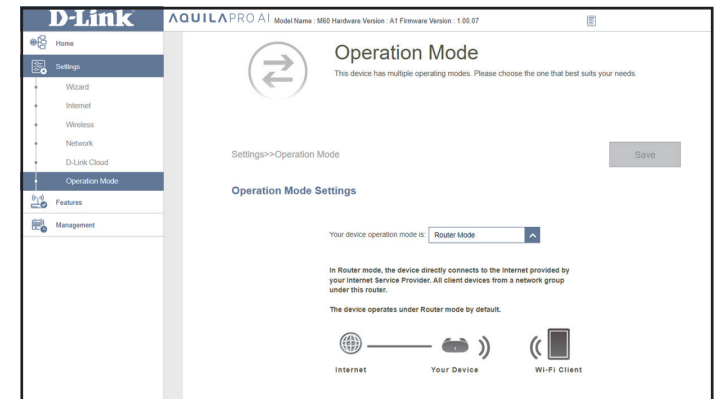 D-Link
AQUILA PRO AI Model Name : M60 Hardware Version : A1 Firmware Version : 1.00.07
Home
Settings
Wizard
Internet
Wireless
Network
D-Link Cloud
Operation Mode
Features
Management
Operation Mode
This device has multiple operating modes. Please choose the one that best suits your needs.
Settings>>Operation Mode
Save
Operation Mode Settings
Your device operation mode is: Router Mode
In Router mode, the device directly connects to the Internet provided by
your Internet Service Provider. All client devices from a network group
under this router.
The device operates under Router mode by default.
Internet Your Device Wi-Fi Client